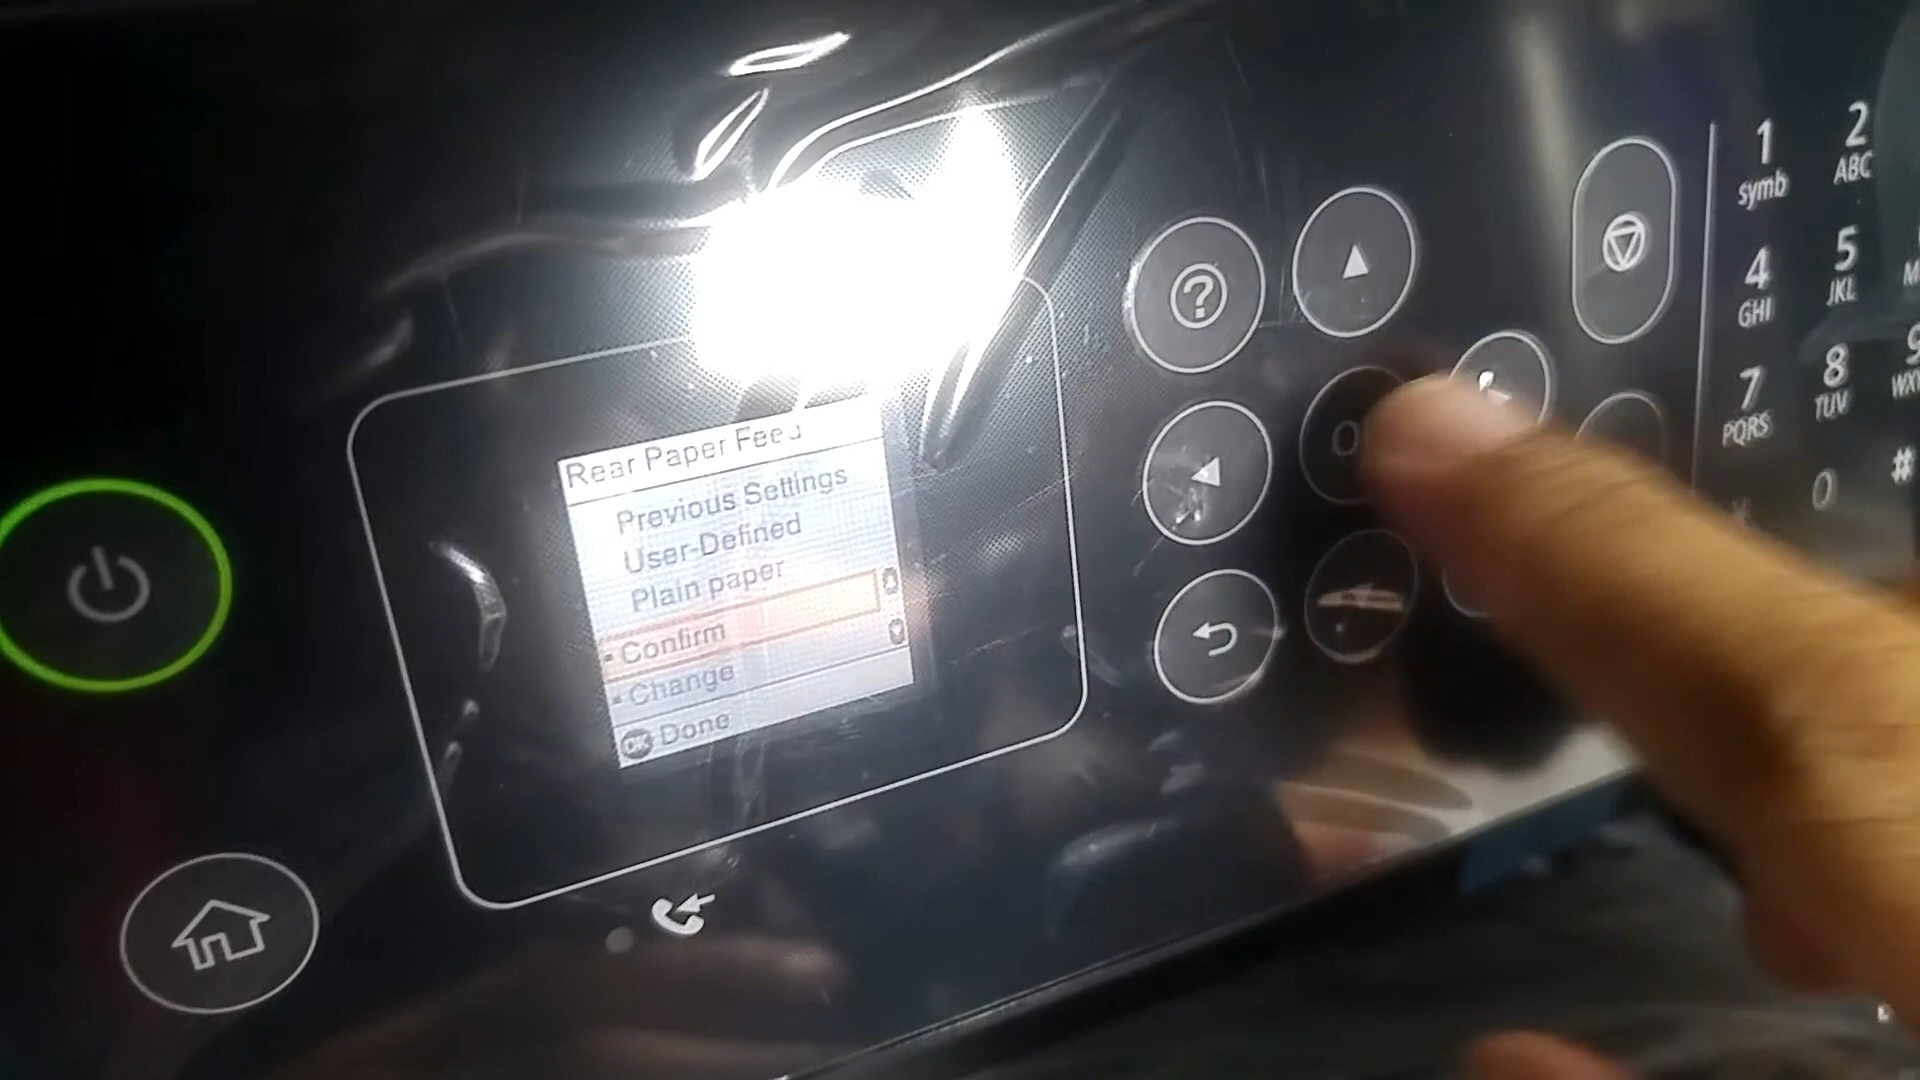 Rear Paper Feed
Previous Settings
User-Defined
Plain paper
Confirm
Change
OK Done
1
symb
2
ABC
4
GHI
5
JKL
7
PQRS
8
TUV
0
#